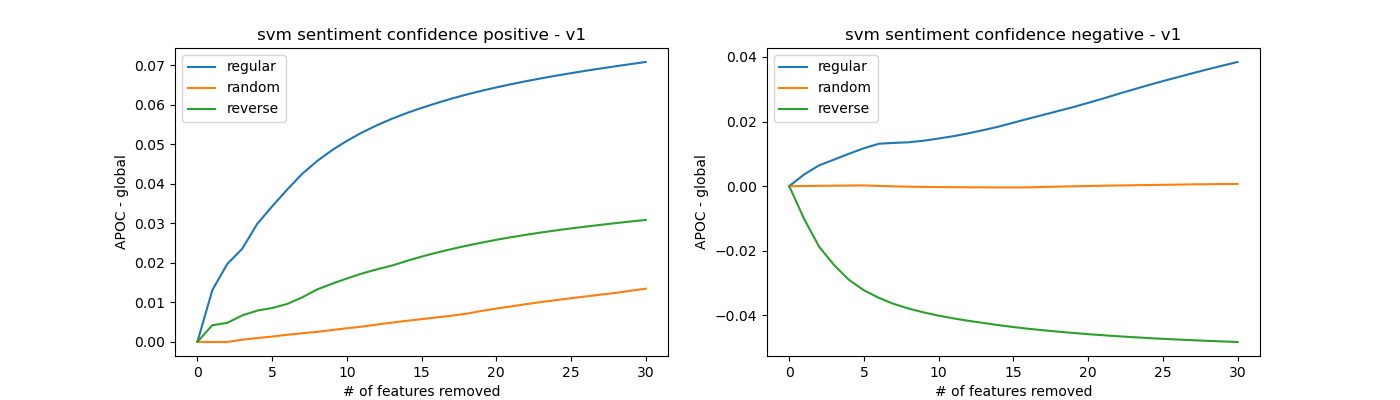 svm sentiment confidence positive - v1
regular
random
reverse
APOC - global
0.07
0.06
0.05
0.04
0.03
0.02
0.01
0.00
0 5 10 15 20 25 30
# of features removed
svm sentiment confidence negative - v1
regular
random
reverse
APOC - global
0.04
0.02
0.00
−0.02
−0.04
0 5 10 15 20 25 30
# of features removed